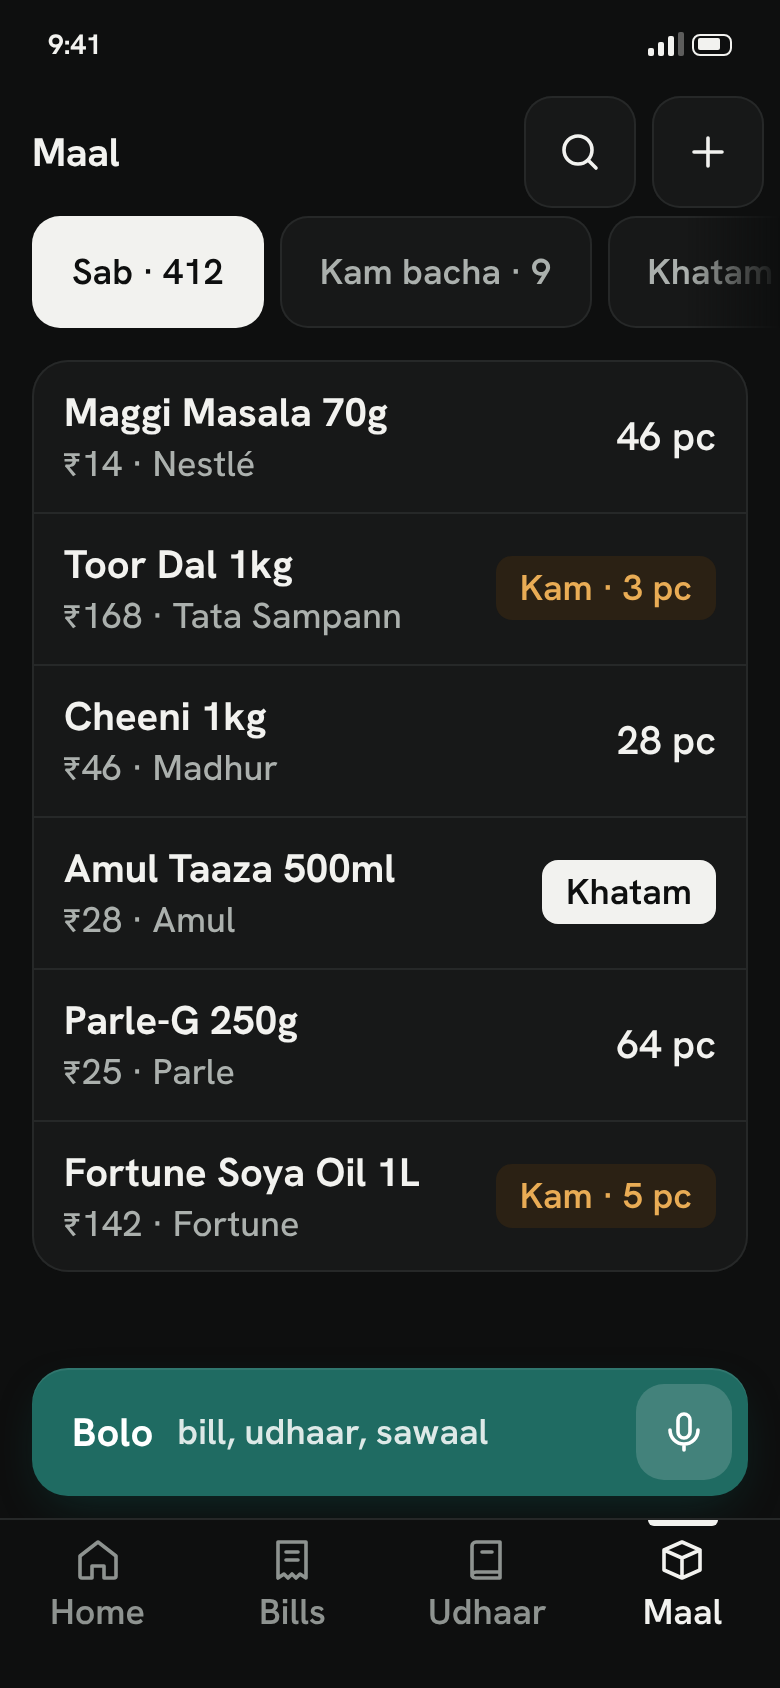 9:41
Maal
Sab · 412
Kam bacha · 9
Khatam
Maggi Masala 70g
₹14 · Nestlé
46 pc
Toor Dal 1kg
₹168 · Tata Sampann
Kam · 3 pc
Cheeni 1kg
₹46 · Madhur
28 pc
Amul Taaza 500ml
₹28 · Amul
Khatam
Parle-G 250g
₹25 · Parle
64 pc
Fortune Soya Oil 1L
₹142 · Fortune
Kam · 5 pc
Bolo bill, udhaar, sawaal
Home
Bills
Udhaar
Maal